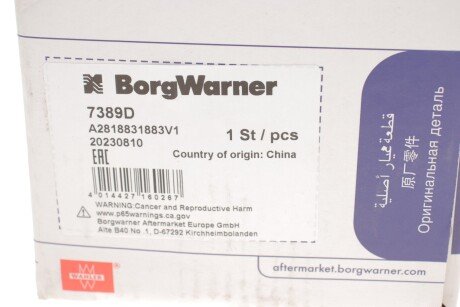 BorgWarner
7389D
A2818831883V1
20230810
1 St / pcs
EAC
Country of origin: China
4 014427 160267
WARNING:Cancer and Reproductive Harm
www.p65warnings.ca.gov
Borgwarner Aftermarket Europe GmbH
Alte B40 No .1, D-67292 Kirchheimbolanden
WAHLER
aftermarket.borgwarner.com
قطعة غيار أصلية
原厂零件
Оригинальная деталь